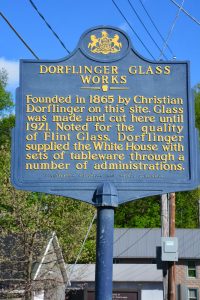 DORFLINGER GLASS
WORKS
Founded in 1865 by Christian
Dorflinger on this site. Glass
was made and cut here until
1921. Noted for the quality
of Flint Glass, Dorflinger
supplied the White House with
sets of tableware through a
number of administrations.